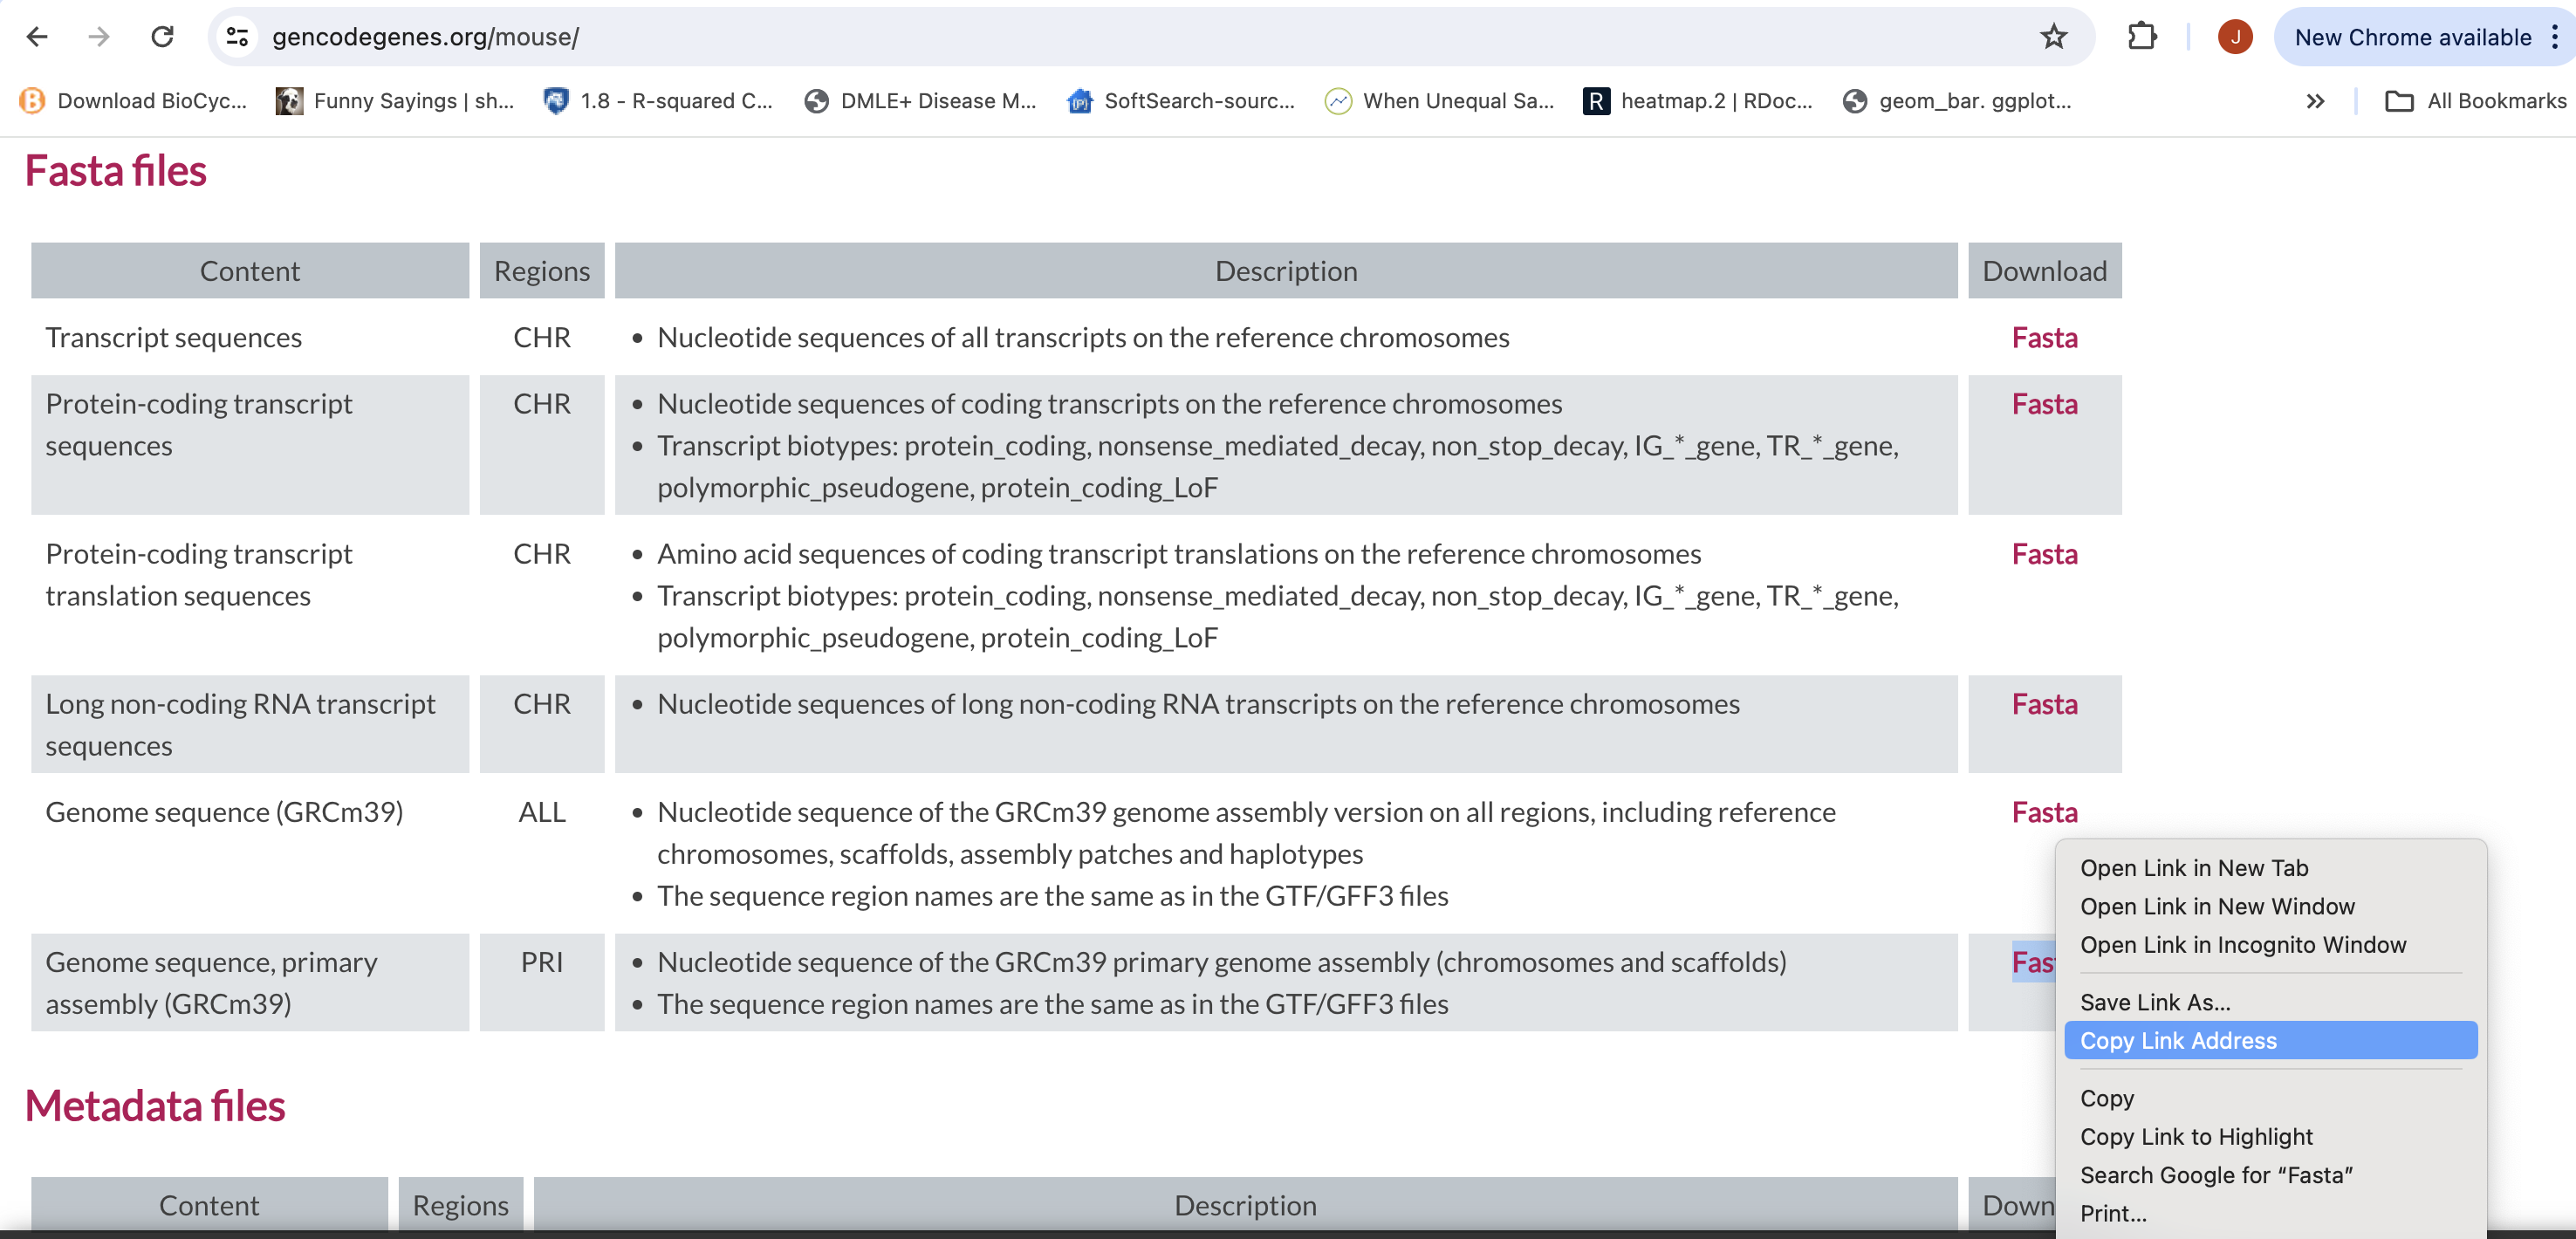 gencodegenes.org/mouse/
J
New Chrome available
Download BioCyc...
Funny Sayings | sh...
1.8 - R-squared C...
DMLE+ Disease M...
SoftSearch-sourc...
When Unequal Sa...
R
heatmap.2 | RDoc...
geom_bar. ggplot...
All Bookmarks
Fasta files
Content Regions Description Download
Transcript sequences CHR • Nucleotide sequences of all transcripts on the reference chromosomes Fasta
Protein-coding transcript CHR • Nucleotide sequences of coding transcripts on the reference chromosomes Fasta
sequences • Transcript biotypes: protein_coding, nonsense_mediated_decay, non_stop_decay, IG_*_gene, TR_*_gene,
polymorphic_pseudogene, protein_coding_LoF
Protein-coding transcript CHR • Amino acid sequences of coding transcript translations on the reference chromosomes Fasta
translation sequences • Transcript biotypes: protein_coding, nonsense_mediated_decay, non_stop_decay, IG_*_gene, TR_*_gene,
polymorphic_pseudogene, protein_coding_LoF
Long non-coding RNA transcript CHR • Nucleotide sequences of long non-coding RNA transcripts on the reference chromosomes Fasta
sequences
Genome sequence (GRCm39) ALL • Nucleotide sequence of the GRCm39 genome assembly version on all regions, including reference Fasta
chromosomes, scaffolds, assembly patches and haplotypes
• The sequence region names are the same as in the GTF/GFF3 files
Genome sequence, primary PRI • Nucleotide sequence of the GRCm39 primary genome assembly (chromosomes and scaffolds) Fas
assembly (GRCm39) • The sequence region names are the same as in the GTF/GFF3 files
Open Link in New Tab
Open Link in New Window
Open Link in Incognito Window
Save Link As...
Copy Link Address
Copy
Copy Link to Highlight
Search Google for “Fasta”
Print...
Metadata files
Content Regions Description Down